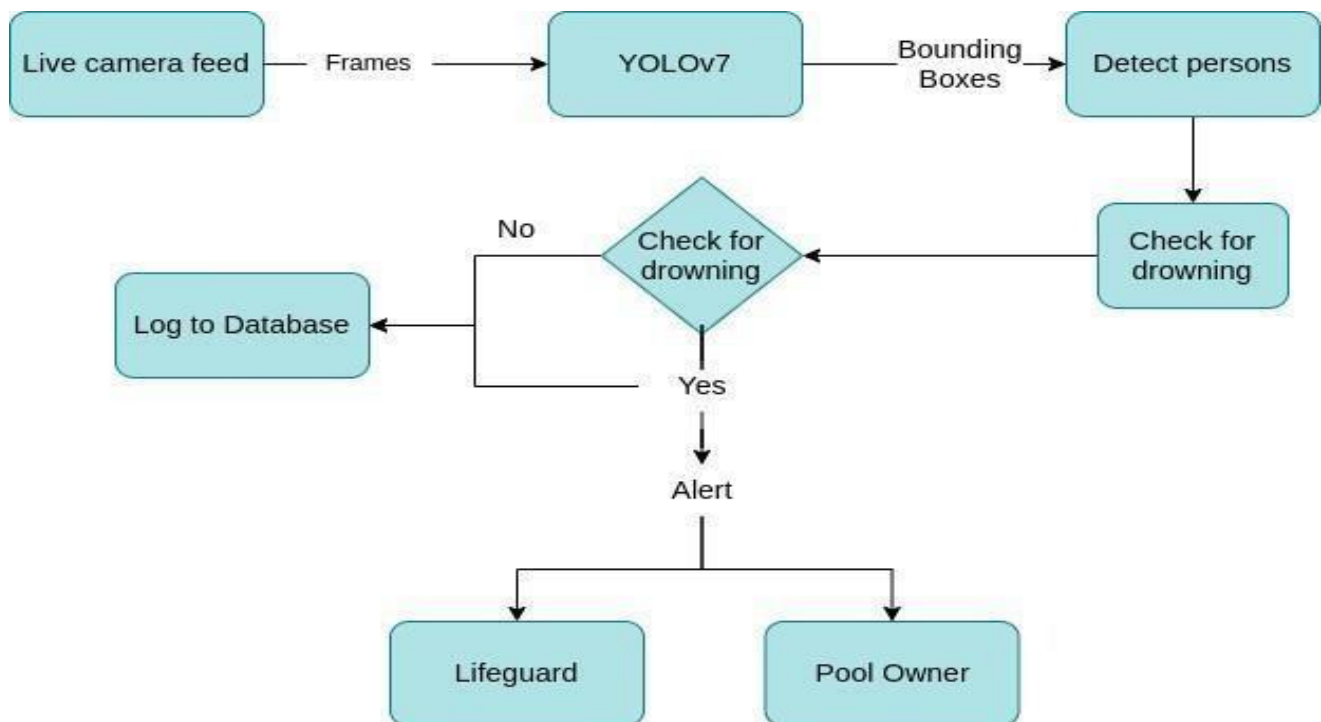 Live camera feed
Frames
YOLOv7
Bounding
Boxes
Detect persons
No
Check for
drowning
Check for
drowning
Log to Database
Yes
Alert
Lifeguard
Pool Owner